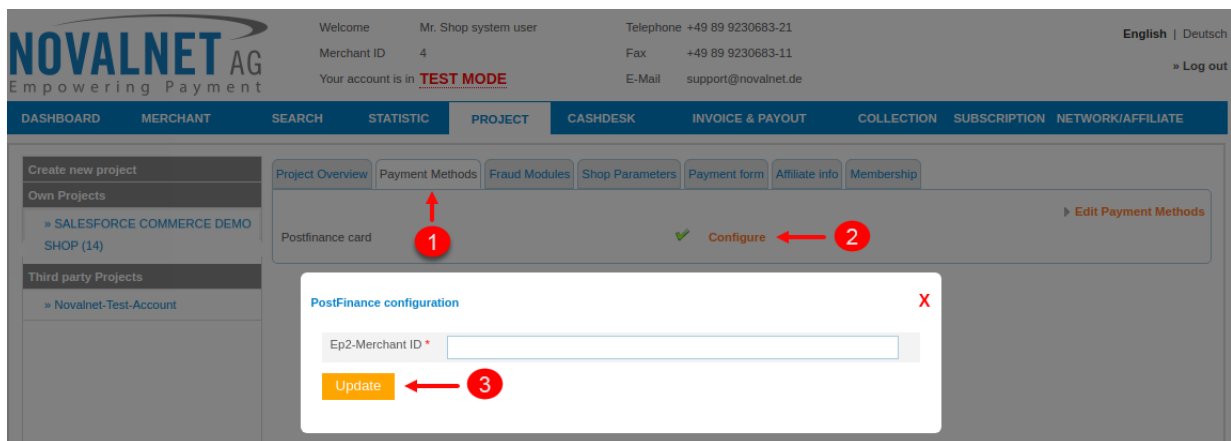 NOVALNET AG
Empowering Payment
Welcome Mr. Shop system user
Merchant ID 4
Your account is in TEST MODE
Telephone +49 89 9230683-21
Fax +49 89 9230683-11
E-Mail support@novalnet.de
English | Deutsch
» Log out
DASHBOARD MERCHANT SEARCH STATISTIC PROJECT CASHDESK INVOICE & PAYOUT COLLECTION SUBSCRIPTION NETWORK/AFFILIATE
Create new project
Own Projects
» SALESFORCE COMMERCE DEMO
SHOP (14)
Third party Projects
» Novalnet-Test-Account
Project Overview Payment Methods Fraud Modules Shop Parameters Payment form Affiliate info Membership
Edit Payment Methods
Postfinance card Configure
1
2
PostFinance configuration X
Ep2-Merchant ID *
Update
3